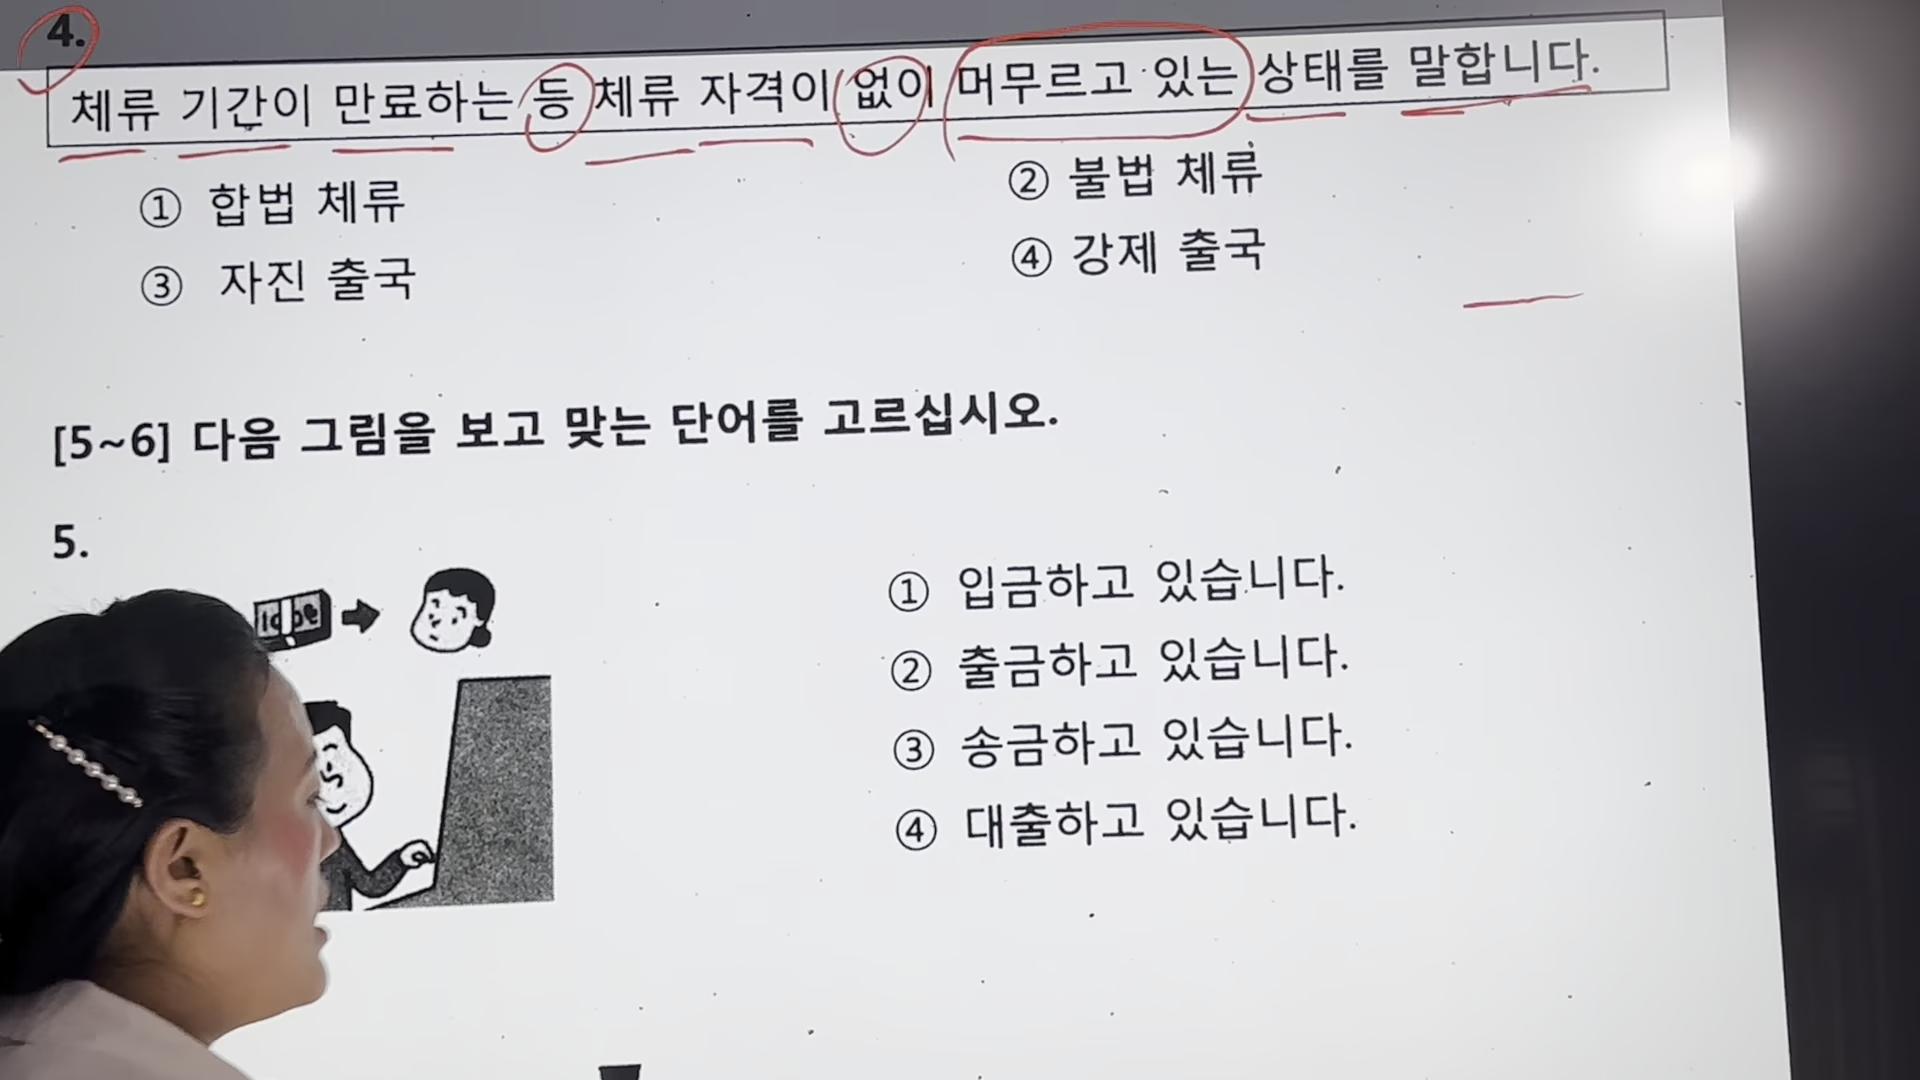 4.
체류 기간이 만료하는 등 체류 자격이 없이 머무르고 있는 상태를 말합니다.
① 합법 체류
② 불법 체류
③ 자진 출국
④ 강제 출국
[5~6] 다음 그림을 보고 맞는 단어를 고르십시오.
5.
① 입금하고 있습니다.
② 출금하고 있습니다.
③ 송금하고 있습니다.
④ 대출하고 있습니다.